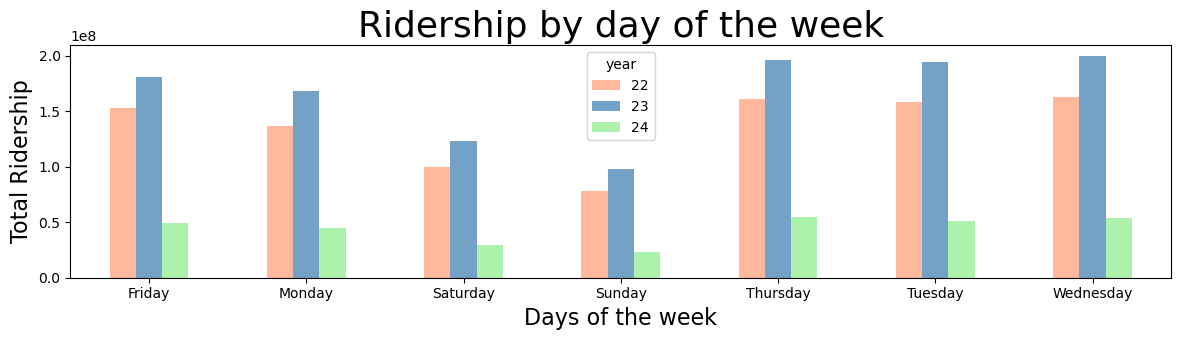 Ridership by day of the week
1e8
2.0
1.5
1.0
0.5
0.0
Total Ridership
year
22
23
24
Friday Monday Saturday Sunday Thursday Tuesday Wednesday
Days of the week